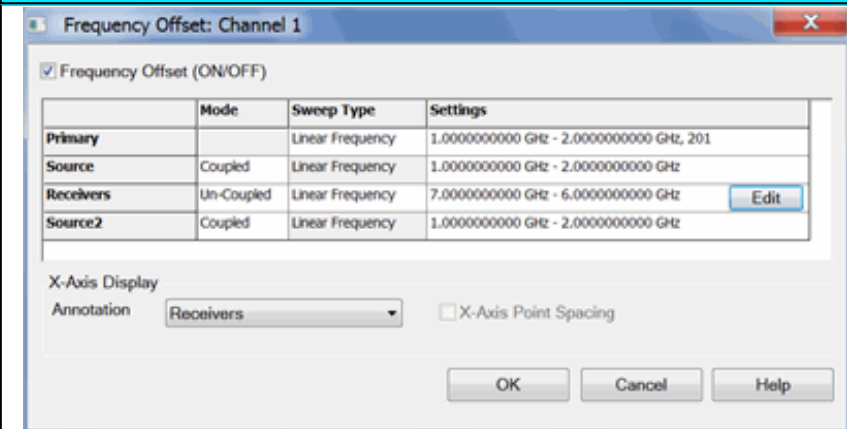 Frequency Offset: Channel 1
Frequency Offset (ON/OFF)
Mode Sweep Type Settings
Primary Linear Frequency 1.0000000000 GHz - 2.0000000000 GHz, 201
Source Coupled Linear Frequency 1.0000000000 GHz - 2.0000000000 GHz
Receivers Un-Coupled Linear Frequency 7.0000000000 GHz - 6.0000000000 GHz Edit
Source2 Coupled Linear Frequency 1.0000000000 GHz - 2.0000000000 GHz
X-Axis Display
Annotation Receivers X-Axis Point Spacing
OK Cancel Help